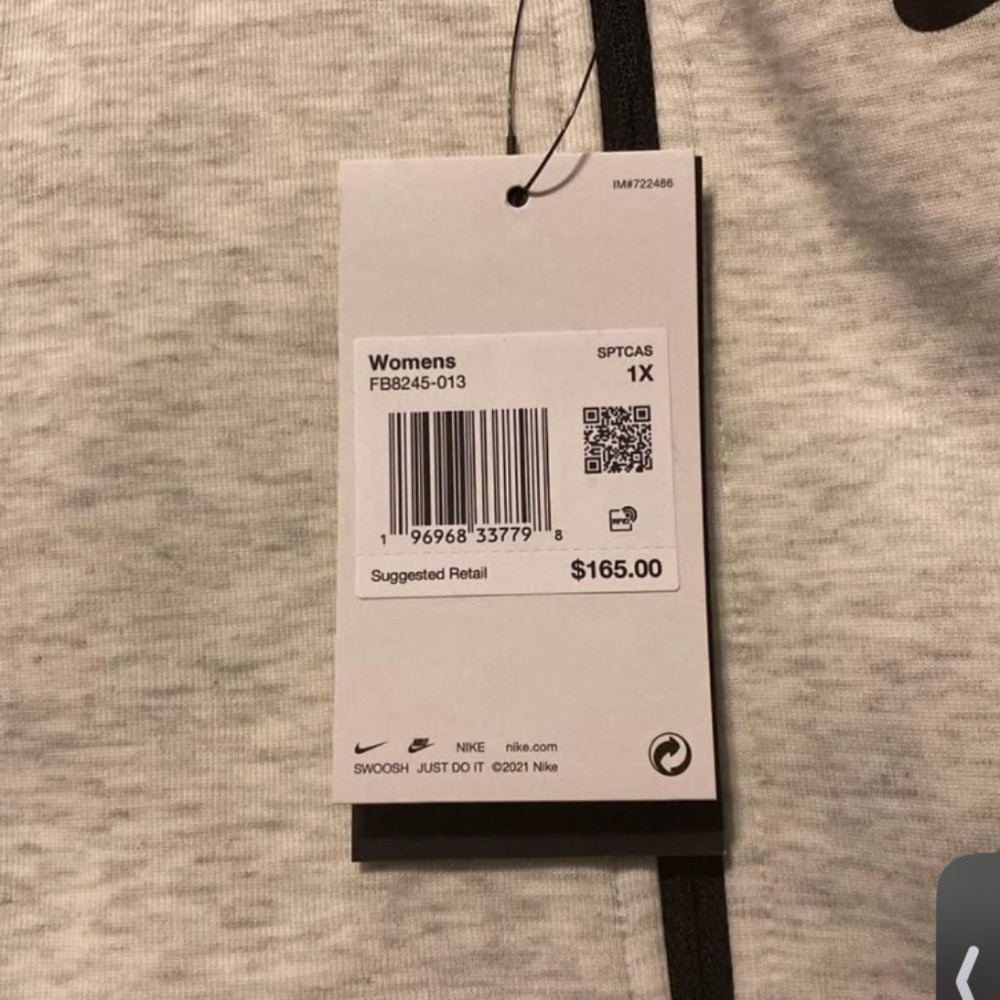 IM#722486
Womens
SPTCAS
FB8245-013
1X
1 96968 33779 8
RFID
Suggested Retail
$165.00
NIKE nike.com
SWOOSH JUST DO IT ©2021 Nike